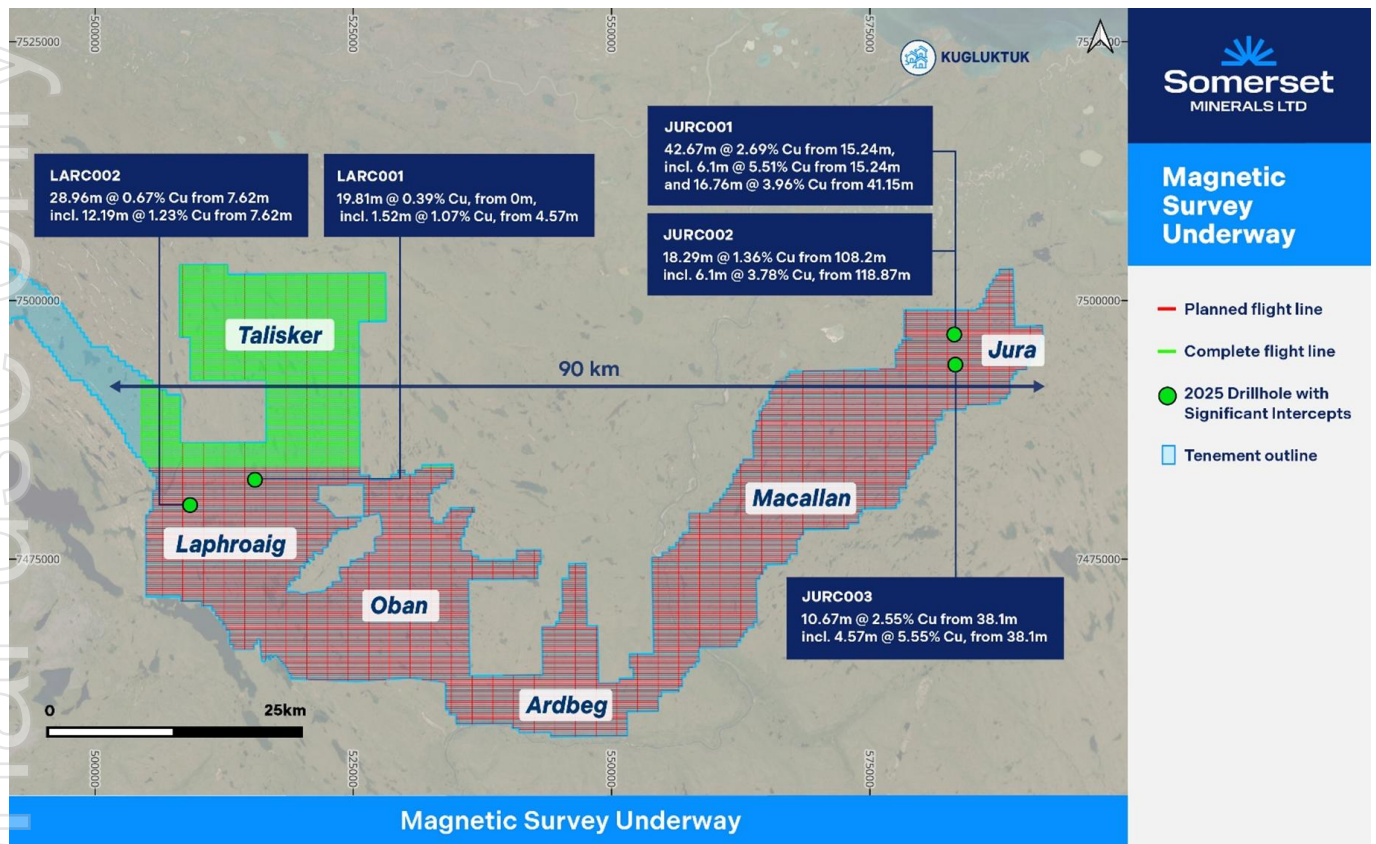 7525000
500000
525000
550000
575000
KUGLUKTUK
Somerset
MINERALS LTD
Magnetic
Survey
Underway
Planned flight line
Complete flight line
2025 Drillhole with
Significant Intercepts
Tenement outline
JURC001
42.67m @ 2.69% Cu from 15.24m,
incl. 6.1m @ 5.51% Cu from 15.24m
and 16.76m @ 3.96% Cu from 41.15m
LARC002
28.96m @ 0.67% Cu from 7.62m
incl. 12.19m @ 1.23% Cu from 7.62m
LARC001
19.81m @ 0.39% Cu, from 0m,
incl. 1.52m @ 1.07% Cu, from 4.57m
JURC002
18.29m @ 1.36% Cu from 108.2m
incl. 6.1m @ 3.78% Cu, from 118.87m
7500000
7500000
Talisker
Jura
90 km
Macallan
Laphroaig
7475000
7475000
Oban
JURC003
10.67m @ 2.55% Cu from 38.1m
incl. 4.57m @ 5.55% Cu, from 38.1m
Ardbeg
0
25km
500000
525000
550000
575000
Magnetic Survey Underway